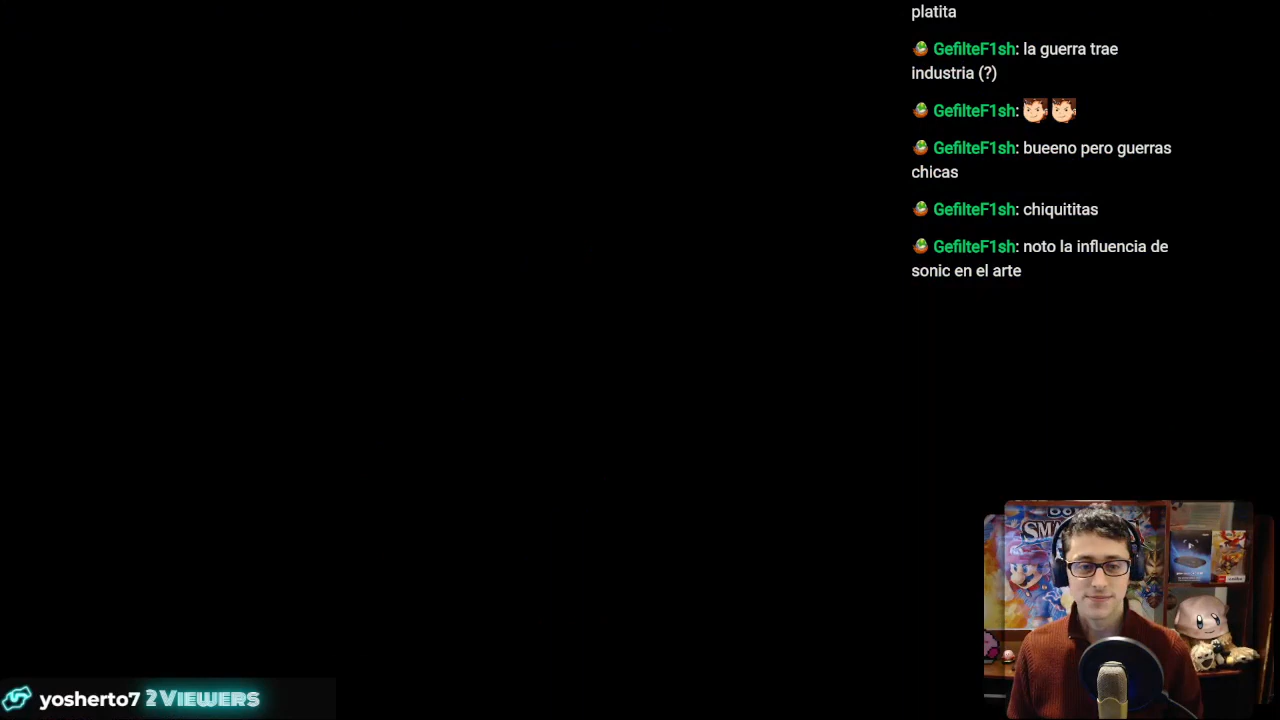 platita
GefilteF1sh: la guerra trae
industria (?)
GefilteF1sh:
GefilteF1sh: bueeno pero guerras
chicas
GefilteF1sh: chiquititas
GefilteF1sh: noto la influencia de
sonic en el arte
yosherto7 2 VIEWERS